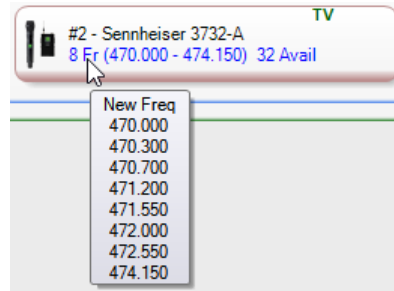 TV
#2 - Sennheiser 3732-A
8 Fr (470.000 - 474.150) 32 Avail
New Freq
470.000
470.300
470.700
471.200
471.550
472.000
472.550
474.150